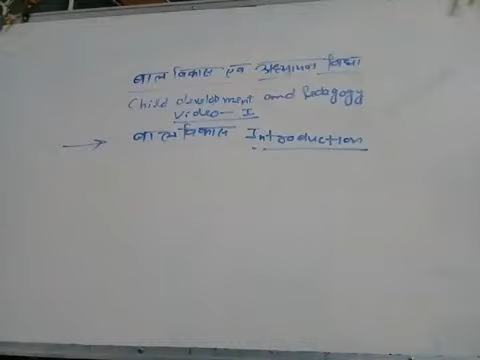 बाल विकास एवं अध्यापन विधा
Child development and Pedagogy
Video - I
बाल विकास Introduction